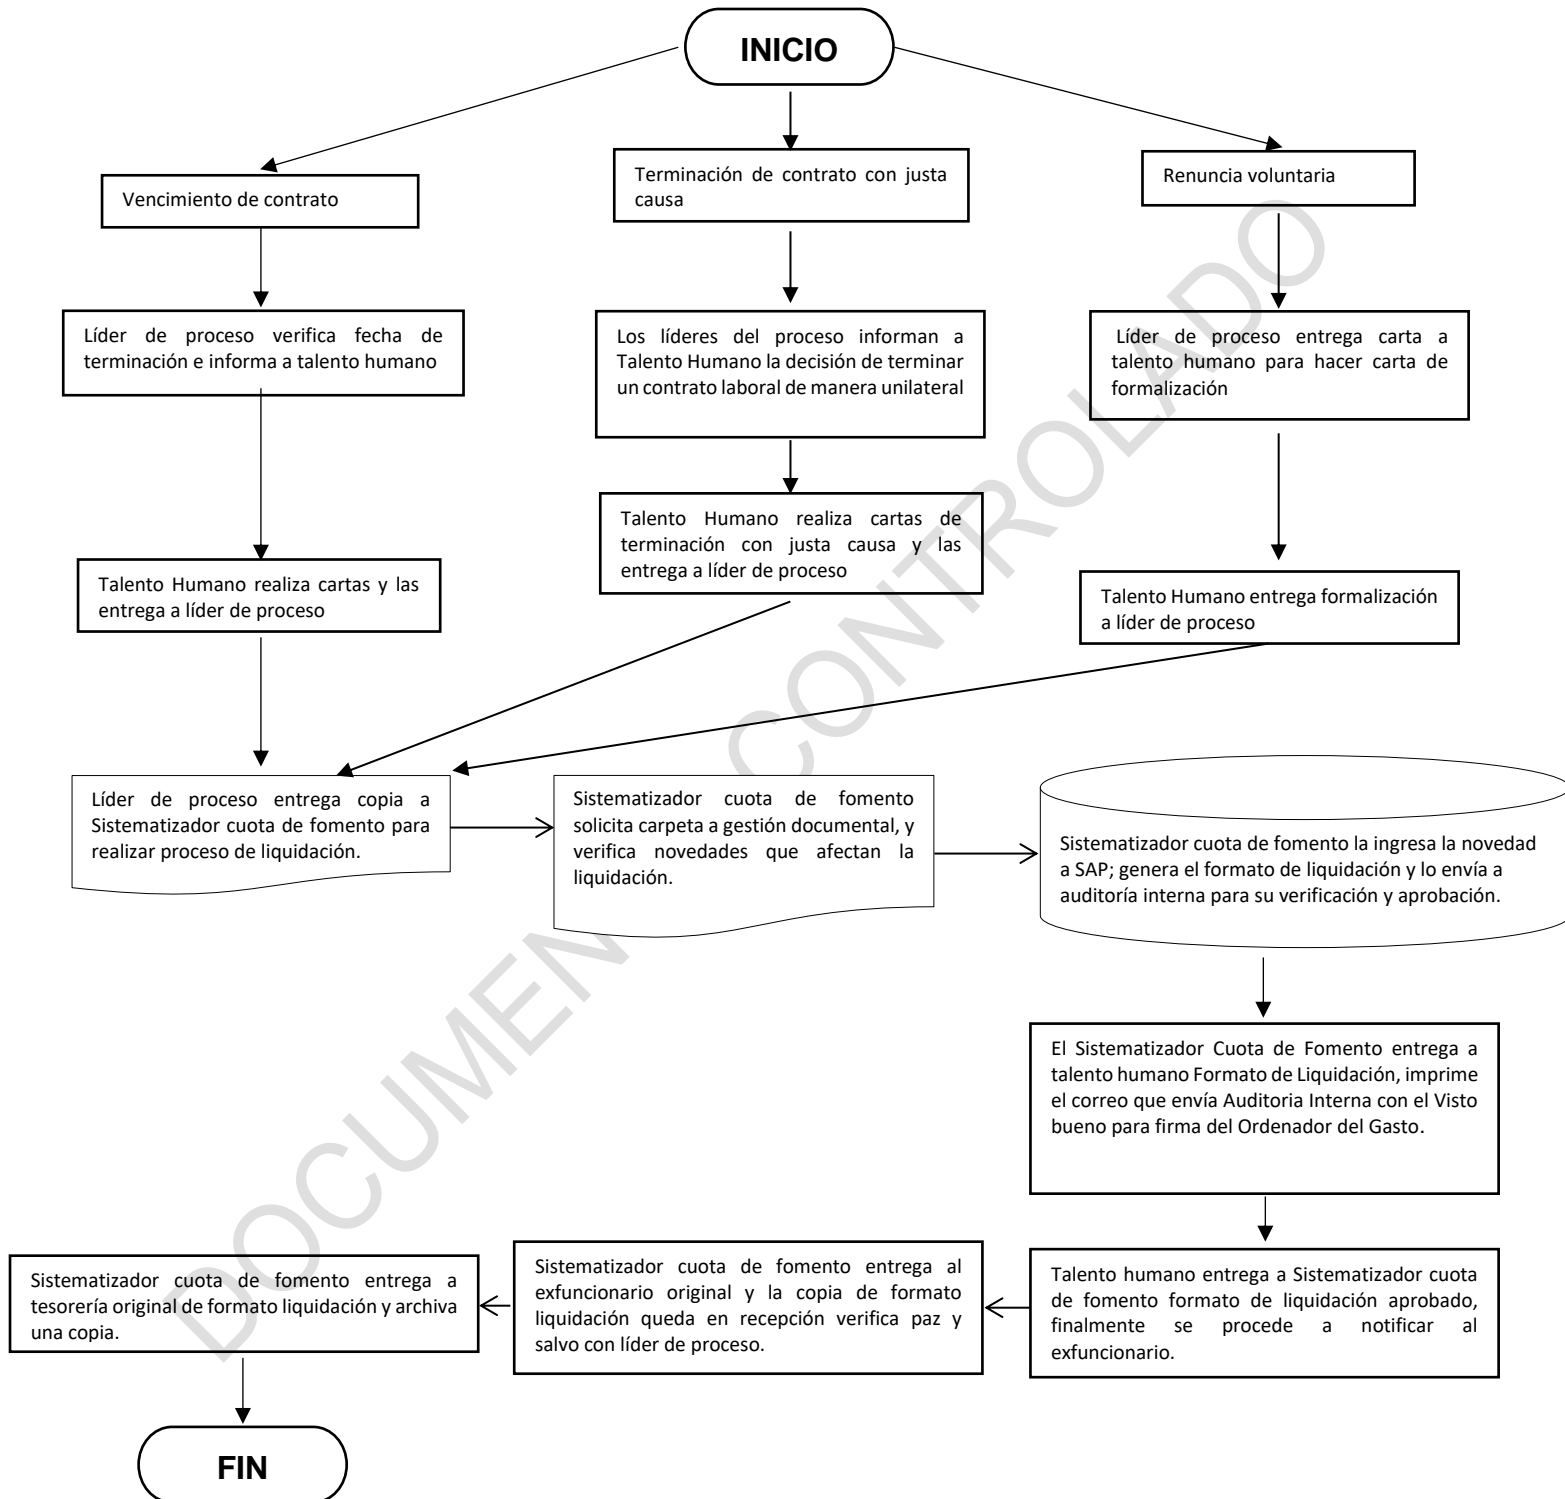 INICIO
Vencimiento de contrato
Terminación de contrato con justa
causa
Renuncia voluntaria
Líder de proceso verifica fecha de
terminación e informa a talento humano
Los líderes del proceso informan a
Talento Humano la decisión de terminar
un contrato laboral de manera unilateral
Líder de proceso entrega carta a
talento humano para hacer carta de
formalización
Talento Humano realiza cartas y las
entrega a líder de proceso
Talento Humano realiza cartas de
terminación con justa causa y las
entrega a líder de proceso
Talento Humano entrega formalización
a líder de proceso
Líder de proceso entrega copia a
Sistematizador cuota de fomento para
realizar proceso de liquidación.
Sistematizador cuota de fomento
solicita carpeta a gestión documental, y
verifica novedades que afectan la
liquidación.
Sistematizador cuota de fomento la ingresa la novedad
a SAP; genera el formato de liquidación y lo envía a
auditoría interna para su verificación y aprobación.
El Sistematizador Cuota de Fomento entrega a
talento humano Formato de Liquidación, imprime
el correo que envía Auditoria Interna con el Visto
bueno para firma del Ordenador del Gasto.
Talento humano entrega a Sistematizador cuota
de fomento formato de liquidación aprobado,
finalmente se procede a notificar al
exfuncionario.
Sistematizador cuota de fomento entrega al
exfuncionario original y la copia de formato
liquidación queda en recepción verifica paz y
salvo con líder de proceso.
Sistematizador cuota de fomento entrega a
tesorería original de formato liquidación y archiva
una copia.
FIN
DOCUMEN CONTROLADO